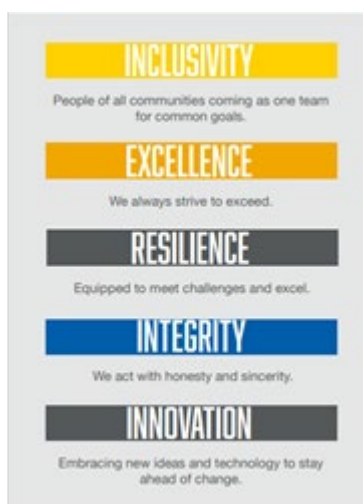 INCLUSIVITY
People of all communities coming as one team
for common goals.
EXCELLENCE
We always strive to exceed.
RESILIENCE
Equipped to meet challenges and excel.
INTEGRITY
We act with honesty and sincerity.
INNOVATION
Embracing new ideas and technology to stay
ahead of change.